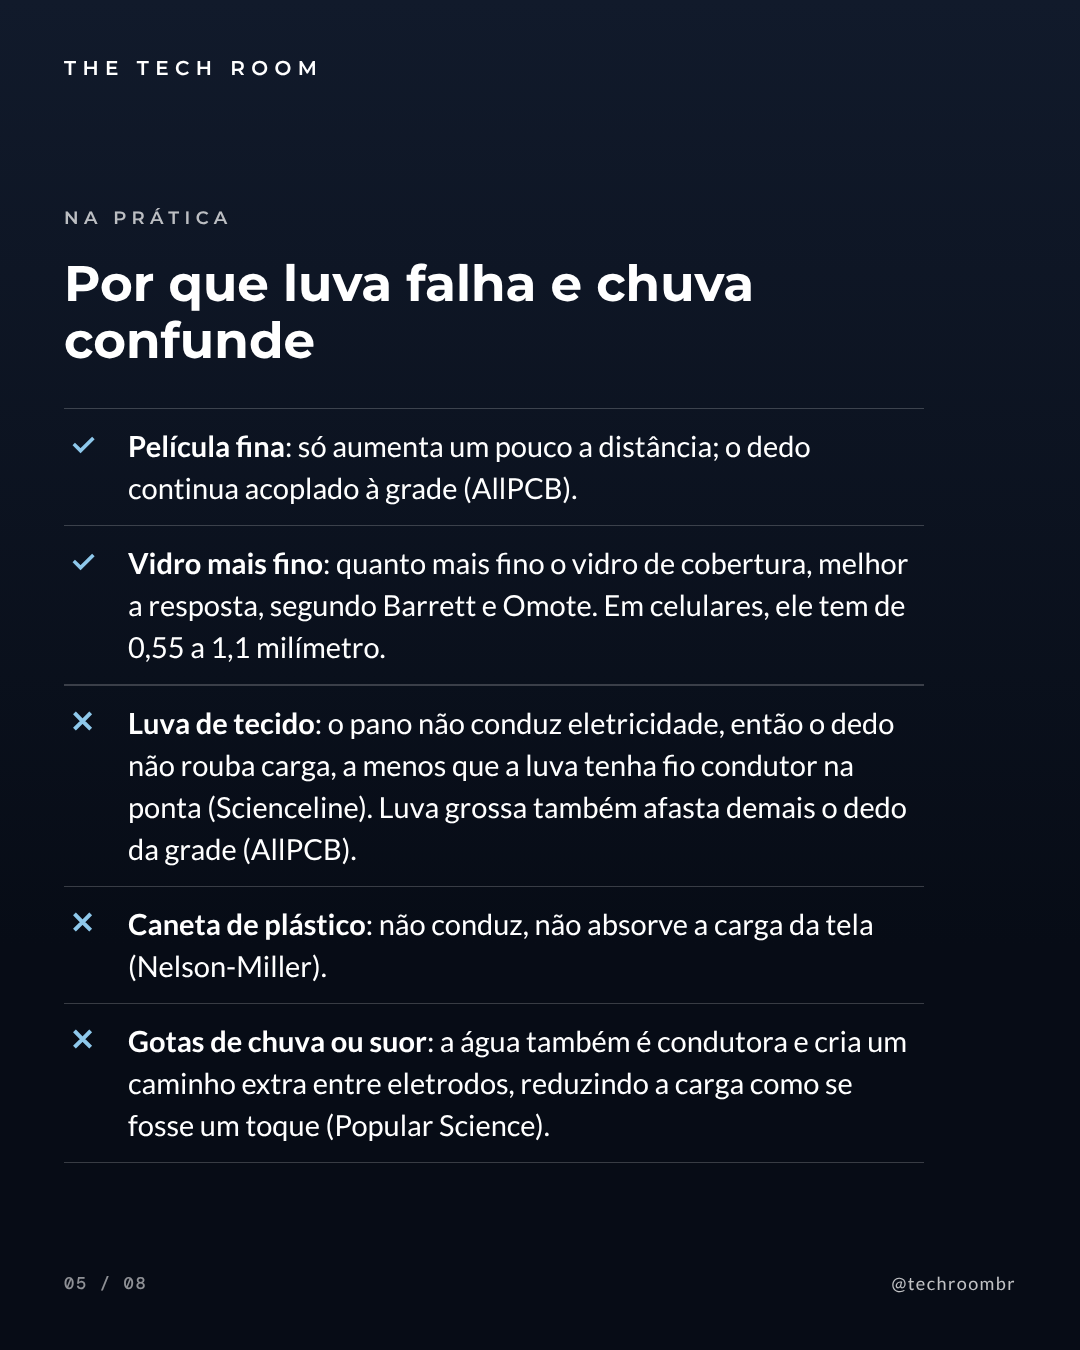 THE TECH ROOM
NA PRÁTICA
Por que luva falha e chuva
confunde
Película fina: só aumenta um pouco a distância; o dedo
continua acoplado à grade (AllPCB).
Vidro mais fino: quanto mais fino o vidro de cobertura, melhor
a resposta, segundo Barrett e Omote. Em celulares, ele tem de
0,55 a 1,1 milímetro.
Luva de tecido: o pano não conduz eletricidade, então o dedo
não rouba carga, a menos que a luva tenha fio condutor na
ponta (Scienceline). Luva grossa também afasta demais o dedo
da grade (AllPCB).
Caneta de plástico: não conduz, não absorve a carga da tela
(Nelson-Miller).
Gotas de chuva ou suor: a água também é condutora e cria um
caminho extra entre eletrodos, reduzindo a carga como se
fosse um toque (Popular Science).
05 / 08
@techroombr